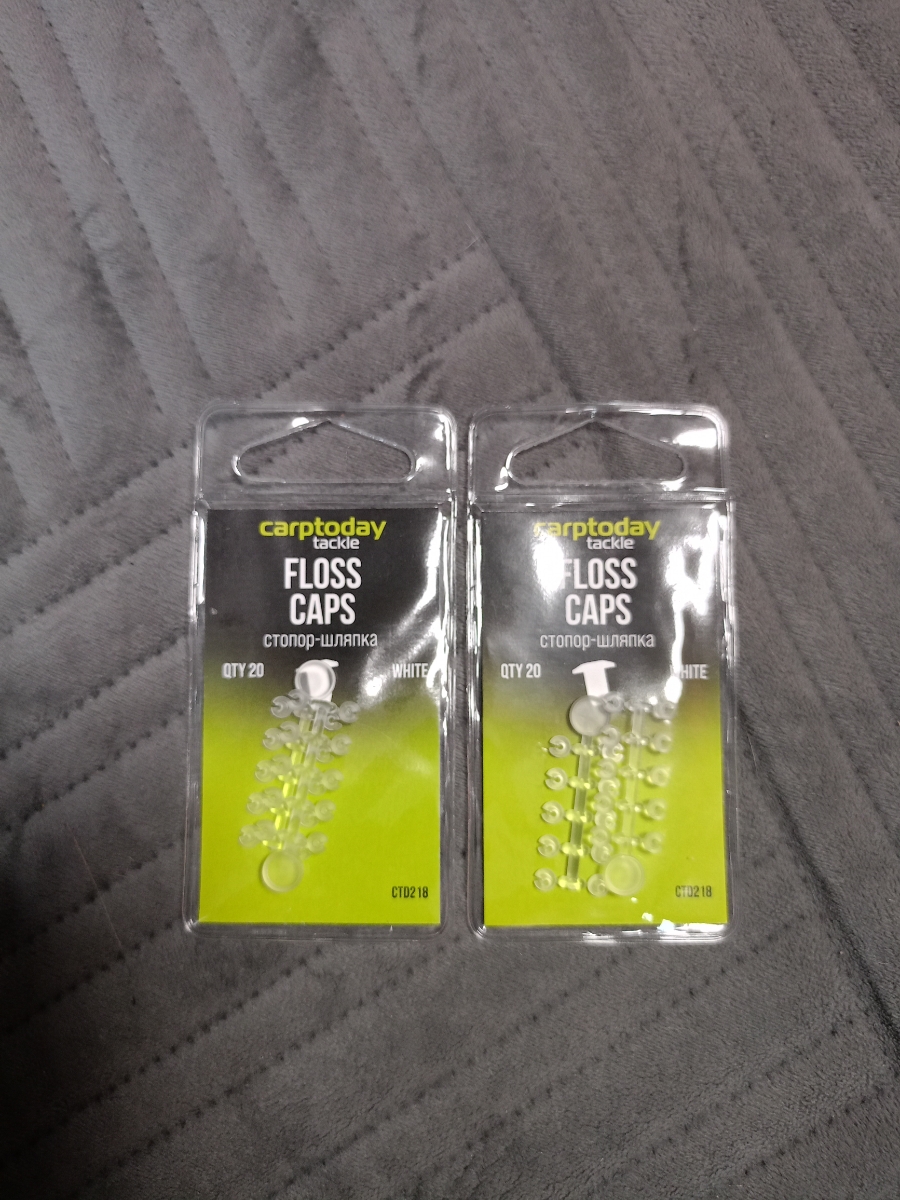 carptoday
tackle
FLOSS
CAPS
стопор-шляпка
QTY 20
WHITE
CTD218
carptoday
tackle
FLOSS
CAPS
стопор-шляпка
QTY 20
WHITE
CTD218